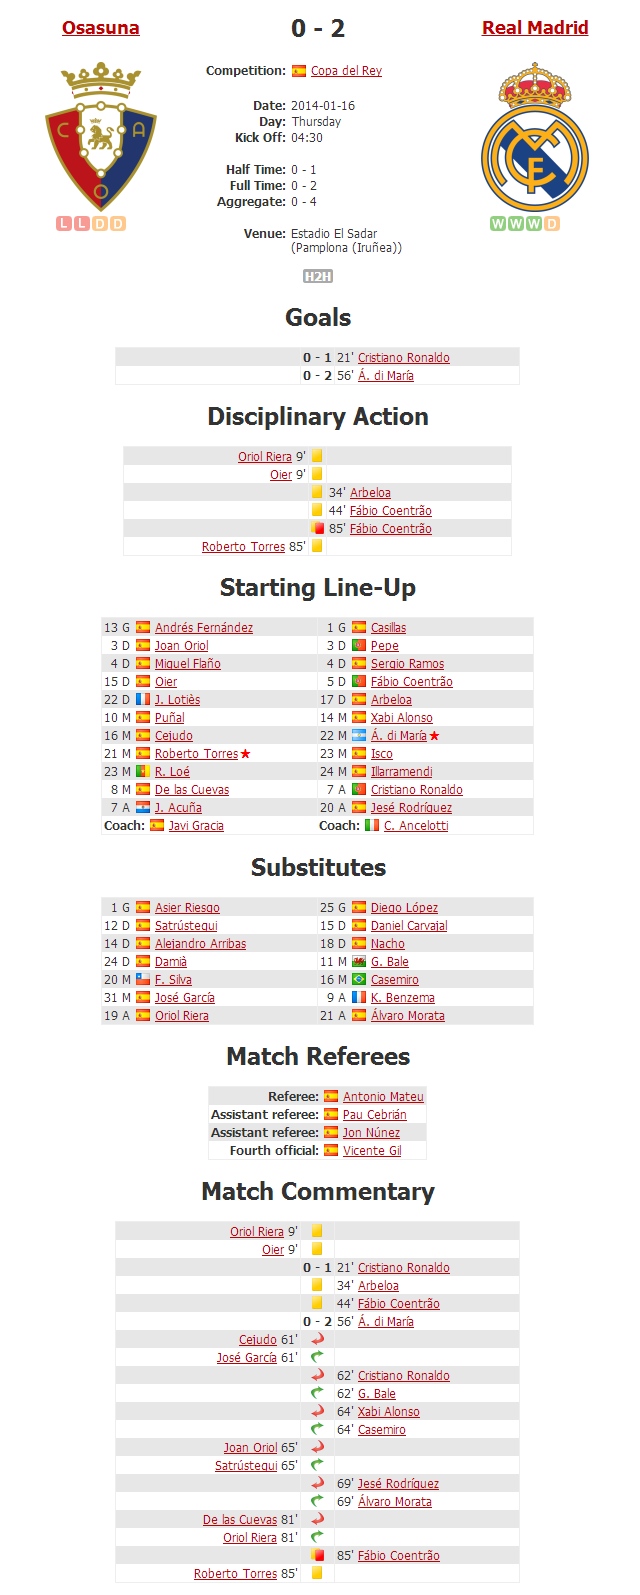 Osasuna 0 - 2 Real Madrid
Competition: Copa del Rey
C A
O
Date: 2014-01-16
Day: Thursday
Kick Off: 04:30
Half Time: 0 - 1
Full Time: 0 - 2
Aggregate: 0 - 4
L L D D
W W W D
Venue: Estadio El Sadar
(Pamplona (Iruñea))
H2H
Goals
0 - 1 21' Cristiano Ronaldo
0 - 2 56' Á. di María
Disciplinary Action
Oriol Riera 9'
Oier 9'
34' Arbeloa
44' Fábio Coentrão
85' Fábio Coentrão
Roberto Torres 85'
Starting Line-Up
13 G Andrés Fernández 1 G Casillas
3 D Joan Oriol 3 D Pepe
4 D Miguel Flaño 4 D Sergio Ramos
15 D Oier 5 D Fábio Coentrão
22 D J. Lotiès 17 D Arbeloa
10 M Puñal 14 M Xabi Alonso
16 M Cejudo 22 M Á. di María
21 M Roberto Torres 23 M Isco
23 M R. Loé 24 M Illarramendi
8 M De las Cuevas 7 A Cristiano Ronaldo
7 A J. Acuña 20 A Jesé Rodríguez
Coach: Javi Gracia Coach: C. Ancelotti
Substitutes
1 G Asier Riesgo 25 G Diego López
12 D Satrústegui 15 D Daniel Carvajal
14 D Alejandro Arribas 18 D Nacho
24 D Damià 11 M G. Bale
20 M F. Silva 16 M Casemiro
31 M José García 9 A K. Benzema
19 A Oriol Riera 21 A Álvaro Morata
Match Referees
Referee: Antonio Mateu
Assistant referee: Pau Cebrián
Assistant referee: Jon Núnez
Fourth official: Vicente Gil
Match Commentary
Oriol Riera 9'
Oier 9'
0 - 1 21' Cristiano Ronaldo
34' Arbeloa
44' Fábio Coentrão
0 - 2 56' Á. di María
Cejudo 61'
José García 61'
62' Cristiano Ronaldo
62' G. Bale
64' Xabi Alonso
64' Casemiro
Joan Oriol 65'
Satrústegui 65'
69' Jesé Rodríguez
69' Álvaro Morata
De las Cuevas 81'
Oriol Riera 81'
85' Fábio Coentrão
Roberto Torres 85'